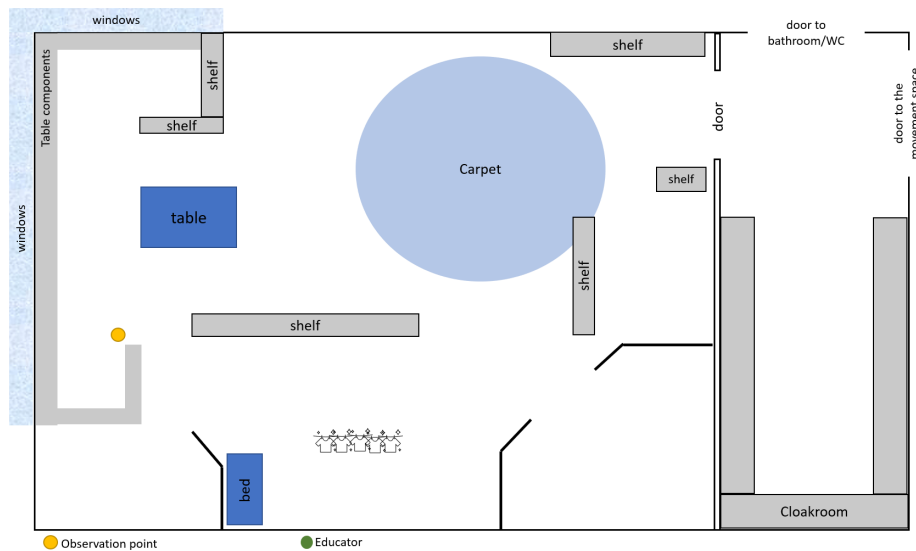 windows
door to
bathroom/WC
shelf
Table components
shelf
door to the
movement space
door
shelf
Carpet
shelf
table
windows
shelf
shelf
bed
Cloakroom
Observation point
Educator